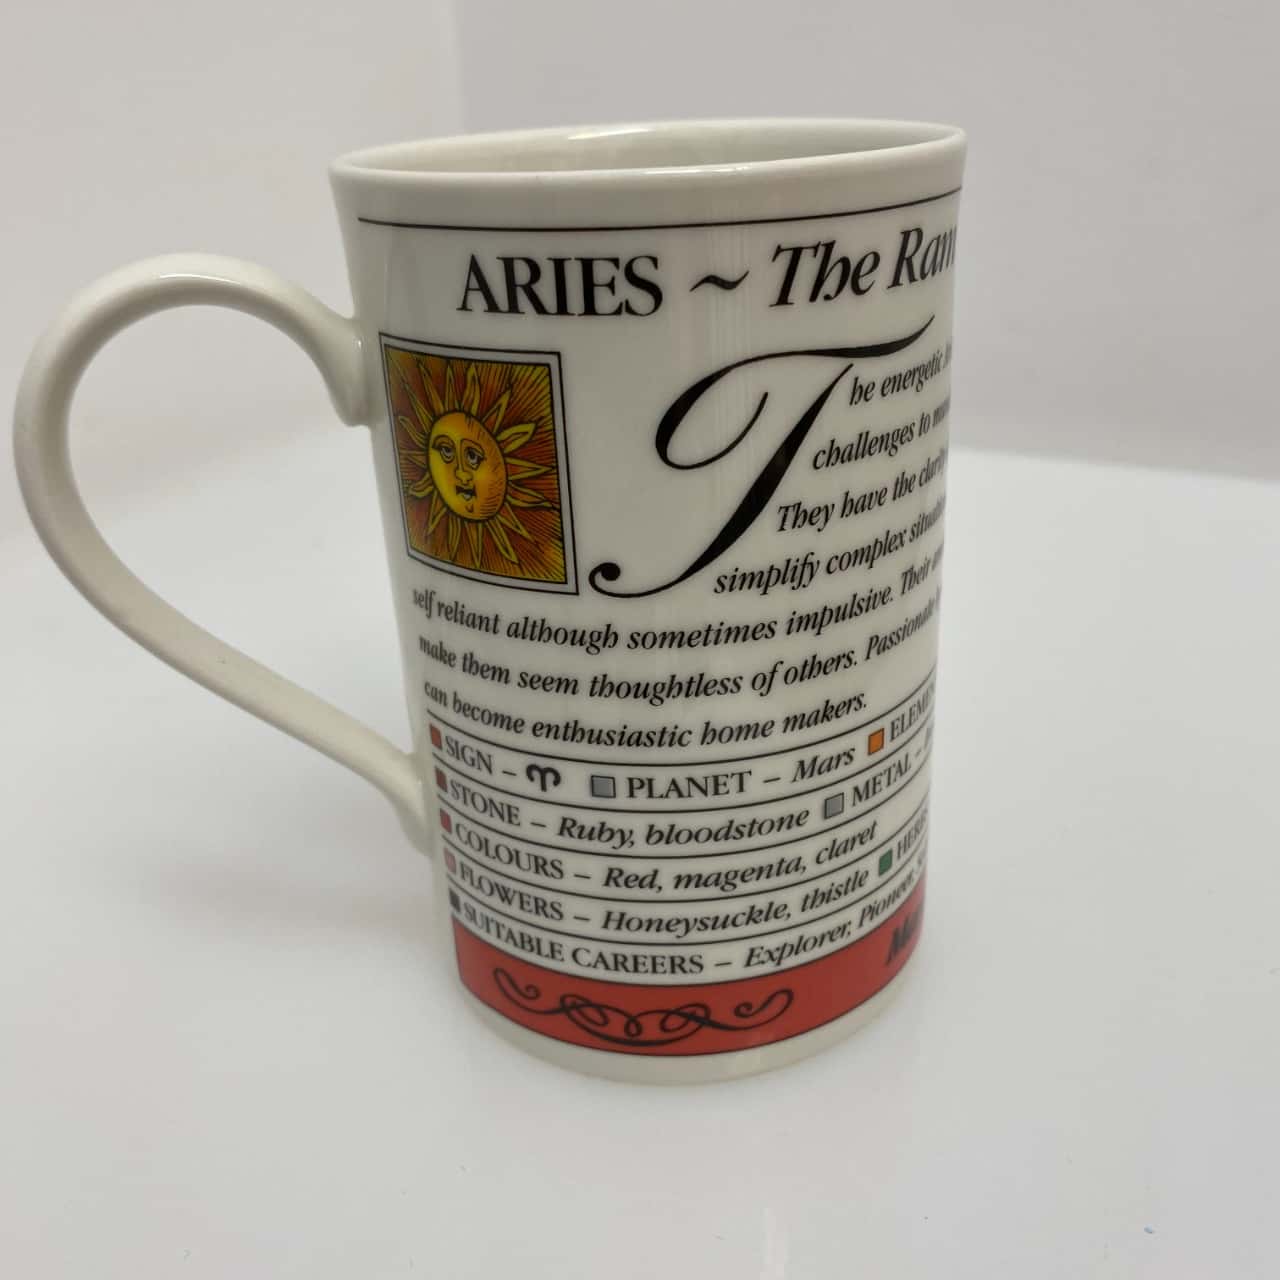 ARIES ~ The Ram
The energetic
challenges to
They have the clarity
simplify complex
self reliant although sometimes impulsive. Their
make them seem thoughtless of others. Passionate
can become enthusiastic home makers.
SIGN – ♈ PLANET – Mars
STONE – Ruby, bloodstone METAL –
COLOURS – Red, magenta, claret
FLOWERS – Honeysuckle, thistle
SUITABLE CAREERS – Explorer, Pioneer,